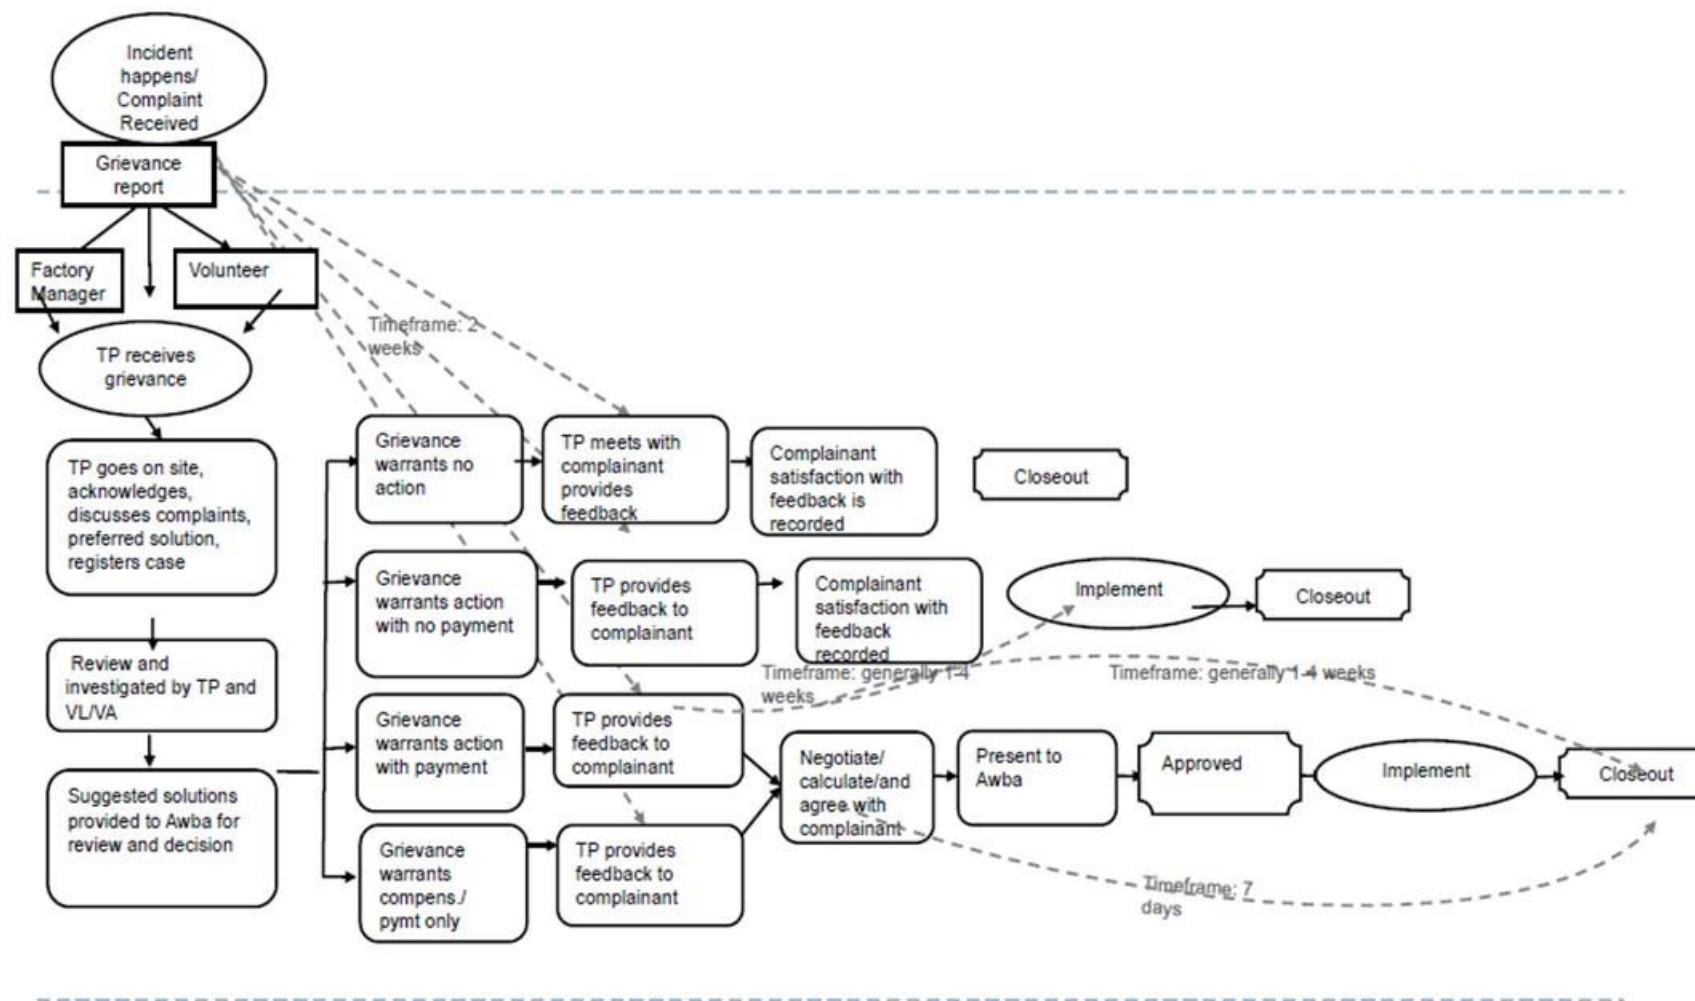 Incident
happens/
Complaint
Received
Grievance
report
Factory
Manager
Volunteer
Timeframe: 2
weeks
TP receives
grievance
TP goes on site,
acknowledges,
discusses complaints,
preferred solution,
registers case
Review and
investigated by TP and
VL/VA
Suggested solutions
provided to Awba for
review and decision
Grievance
warrants no
action
TP meets with
complainant
provides
feedback
Complainant
satisfaction with
feedback is
recorded
Closeout
Grievance
warrants action
with no payment
TP provides
feedback to
complainant
Complainant
satisfaction with
feedback
recorded
Implement
Closeout
Timeframe: generally 1-4
weeks
Timeframe: generally 1-4 weeks
Grievance
warrants action
with payment
TP provides
feedback to
complainant
Negotiate/
calculate/and
agree with
complainant
Present to
Awba
Approved
Implement
Closeout
Grievance
warrants
compens./
pymt only
TP provides
feedback to
complainant
Timeframe: 7
days